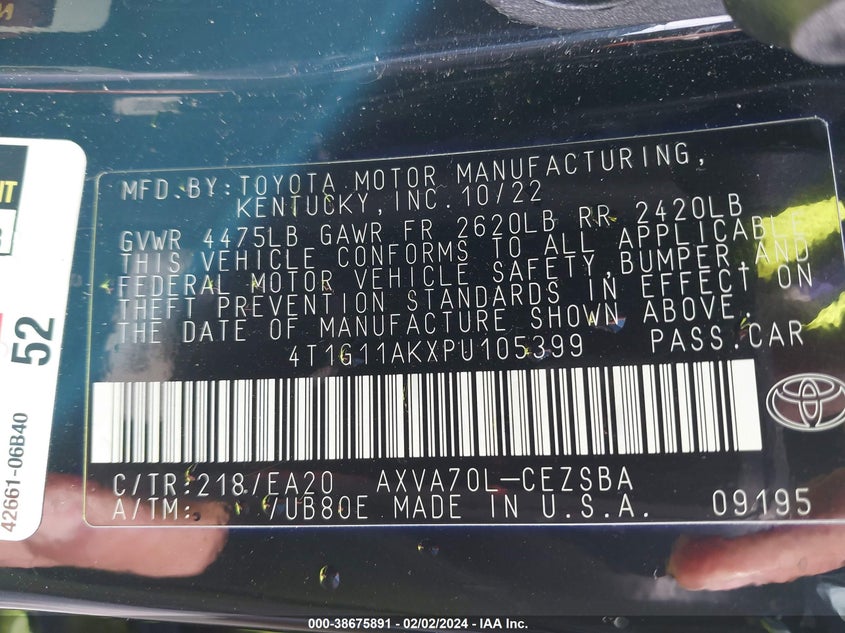 MFD. BY: TOYOTA MOTOR MANUFACTURING,
KENTUCKY, INC. 10/22
GVWR 4475LB GAWR FR 2620LB RR 2420LB
THIS VEHICLE CONFORMS TO ALL APPLICABLE
FEDERAL MOTOR VEHICLE SAFETY, BUMPER, AND
THEFT PREVENTION STANDARDS IN EFFECT ON
THE DATE OF MANUFACTURE SHOWN ABOVE.
4T1G11AKXPU105399 PASS. CAR
C/TR: 218/EA20 AXVA70L-CEZSBA
A/TM: /UB80E MADE IN U.S.A. 09195
52
42661-06B40
000-38675891 - 02/02/2024 - IAA Inc.